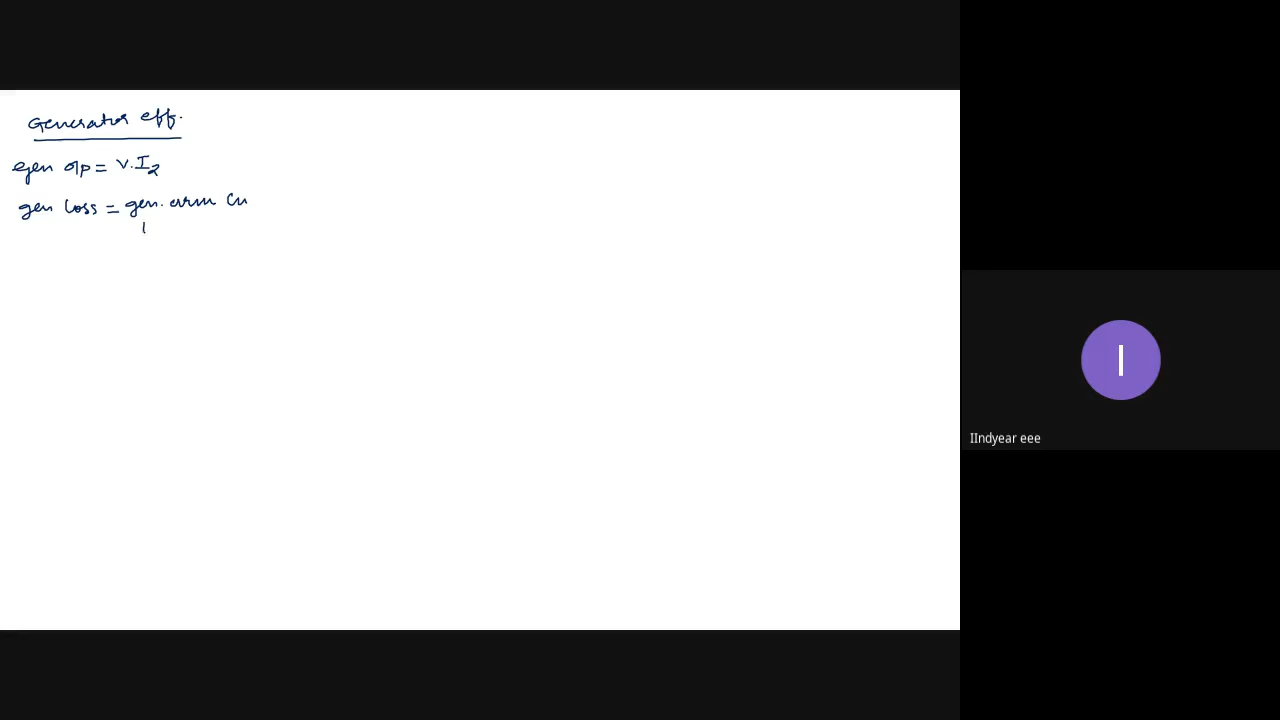 Generator eff.
gen o/p = V.I2
gen loss = gen. arm Cu
I
IIndyear eee